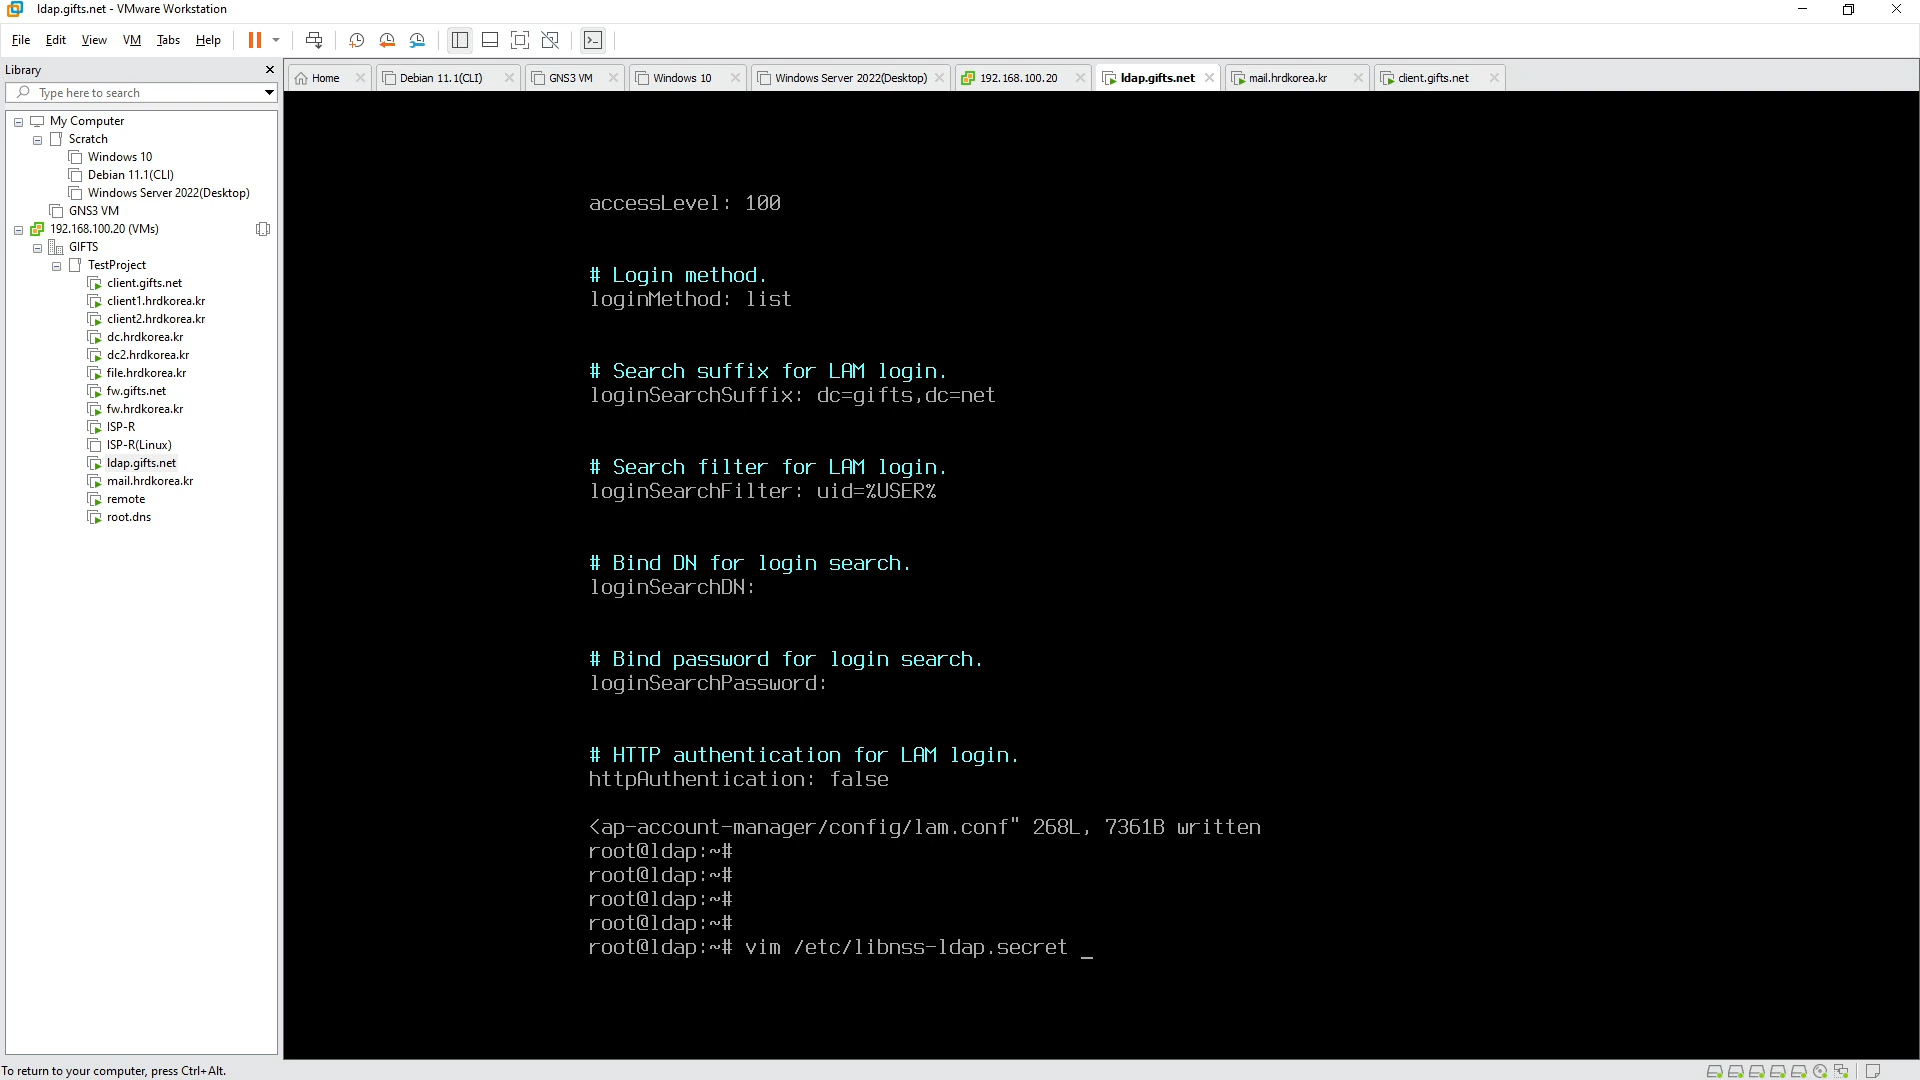 ldap.gifts.net - VMware Workstation
File Edit View VM Tabs Help
Library
Type here to search
Home
Debian 11.1(CLI)
GNS3 VM
Windows 10
Windows Server 2022(Desktop)
192.168.100.20
ldap.gifts.net
mail.hrdkorea.kr
client.gifts.net
My Computer
Scratch
Windows 10
Debian 11.1(CLI)
Windows Server 2022(Desktop)
GNS3 VM
192.168.100.20 (VMs)
GIFTS
TestProject
client.gifts.net
client1.hrdkorea.kr
client2.hrdkorea.kr
dc.hrdkorea.kr
dc2.hrdkorea.kr
file.hrdkorea.kr
fw.gifts.net
fw.hrdkorea.kr
ISP-R
ISP-R(Linux)
ldap.gifts.net
mail.hrdkorea.kr
remote
root.dns
accessLevel: 100
# Login method.
loginMethod: list
# Search suffix for LAM login.
loginSearchSuffix: dc=gifts,dc=net
# Search filter for LAM login.
loginSearchFilter: uid=%USER%
# Bind DN for login search.
loginSearchDN:
# Bind password for login search.
loginSearchPassword:
# HTTP authentication for LAM login.
httpAuthentication: false
<ap-account-manager/config/lam.conf" 268L, 7361B written
root@ldap:~#
root@ldap:~#
root@ldap:~#
root@ldap:~#
root@ldap:~# vim /etc/libnss-ldap.secret _
To return to your computer, press Ctrl+Alt.